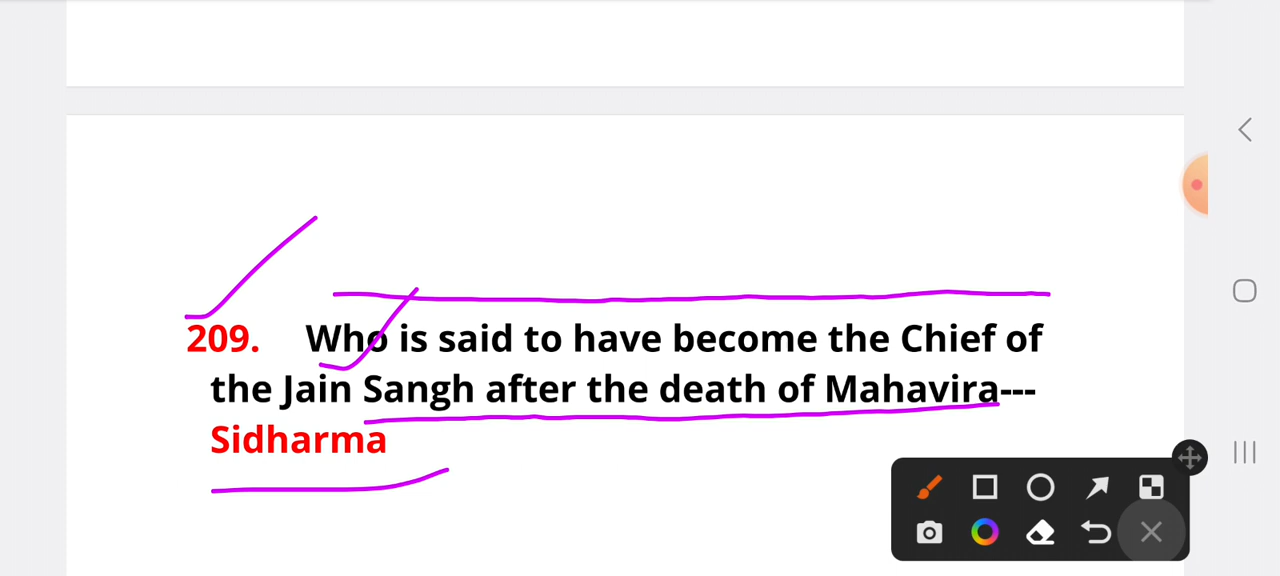 209. Who is said to have become the Chief of
the Jain Sangh after the death of Mahavira---
Sidharma